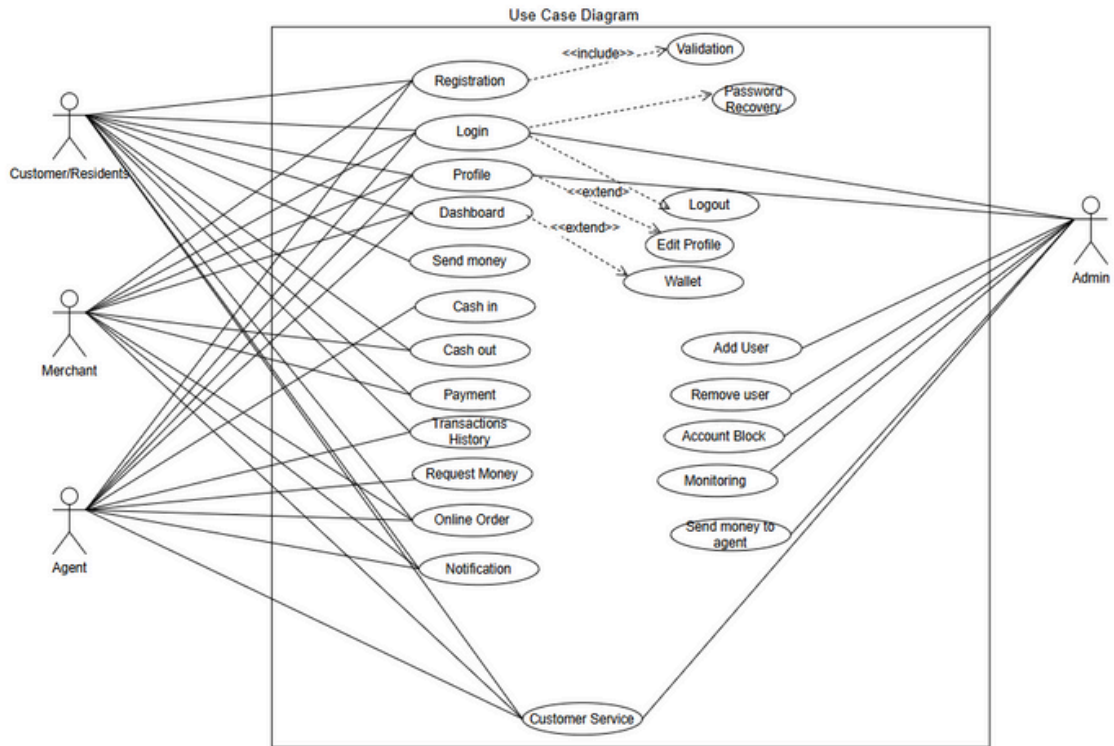 Use Case Diagram
<<include>>
Validation
Registration
Password
Recovery
Login
Customer/Residents
Profile
<<extend>
Logout
Dashboard
<<extend>>
Edit Profile
Send money
Wallet
Admin
Cash in
Merchant
Cash out
Add User
Payment
Remove user
Transactions
History
Account Block
Request Money
Monitoring
Online Order
Send money to
agent
Agent
Notification
Customer Service